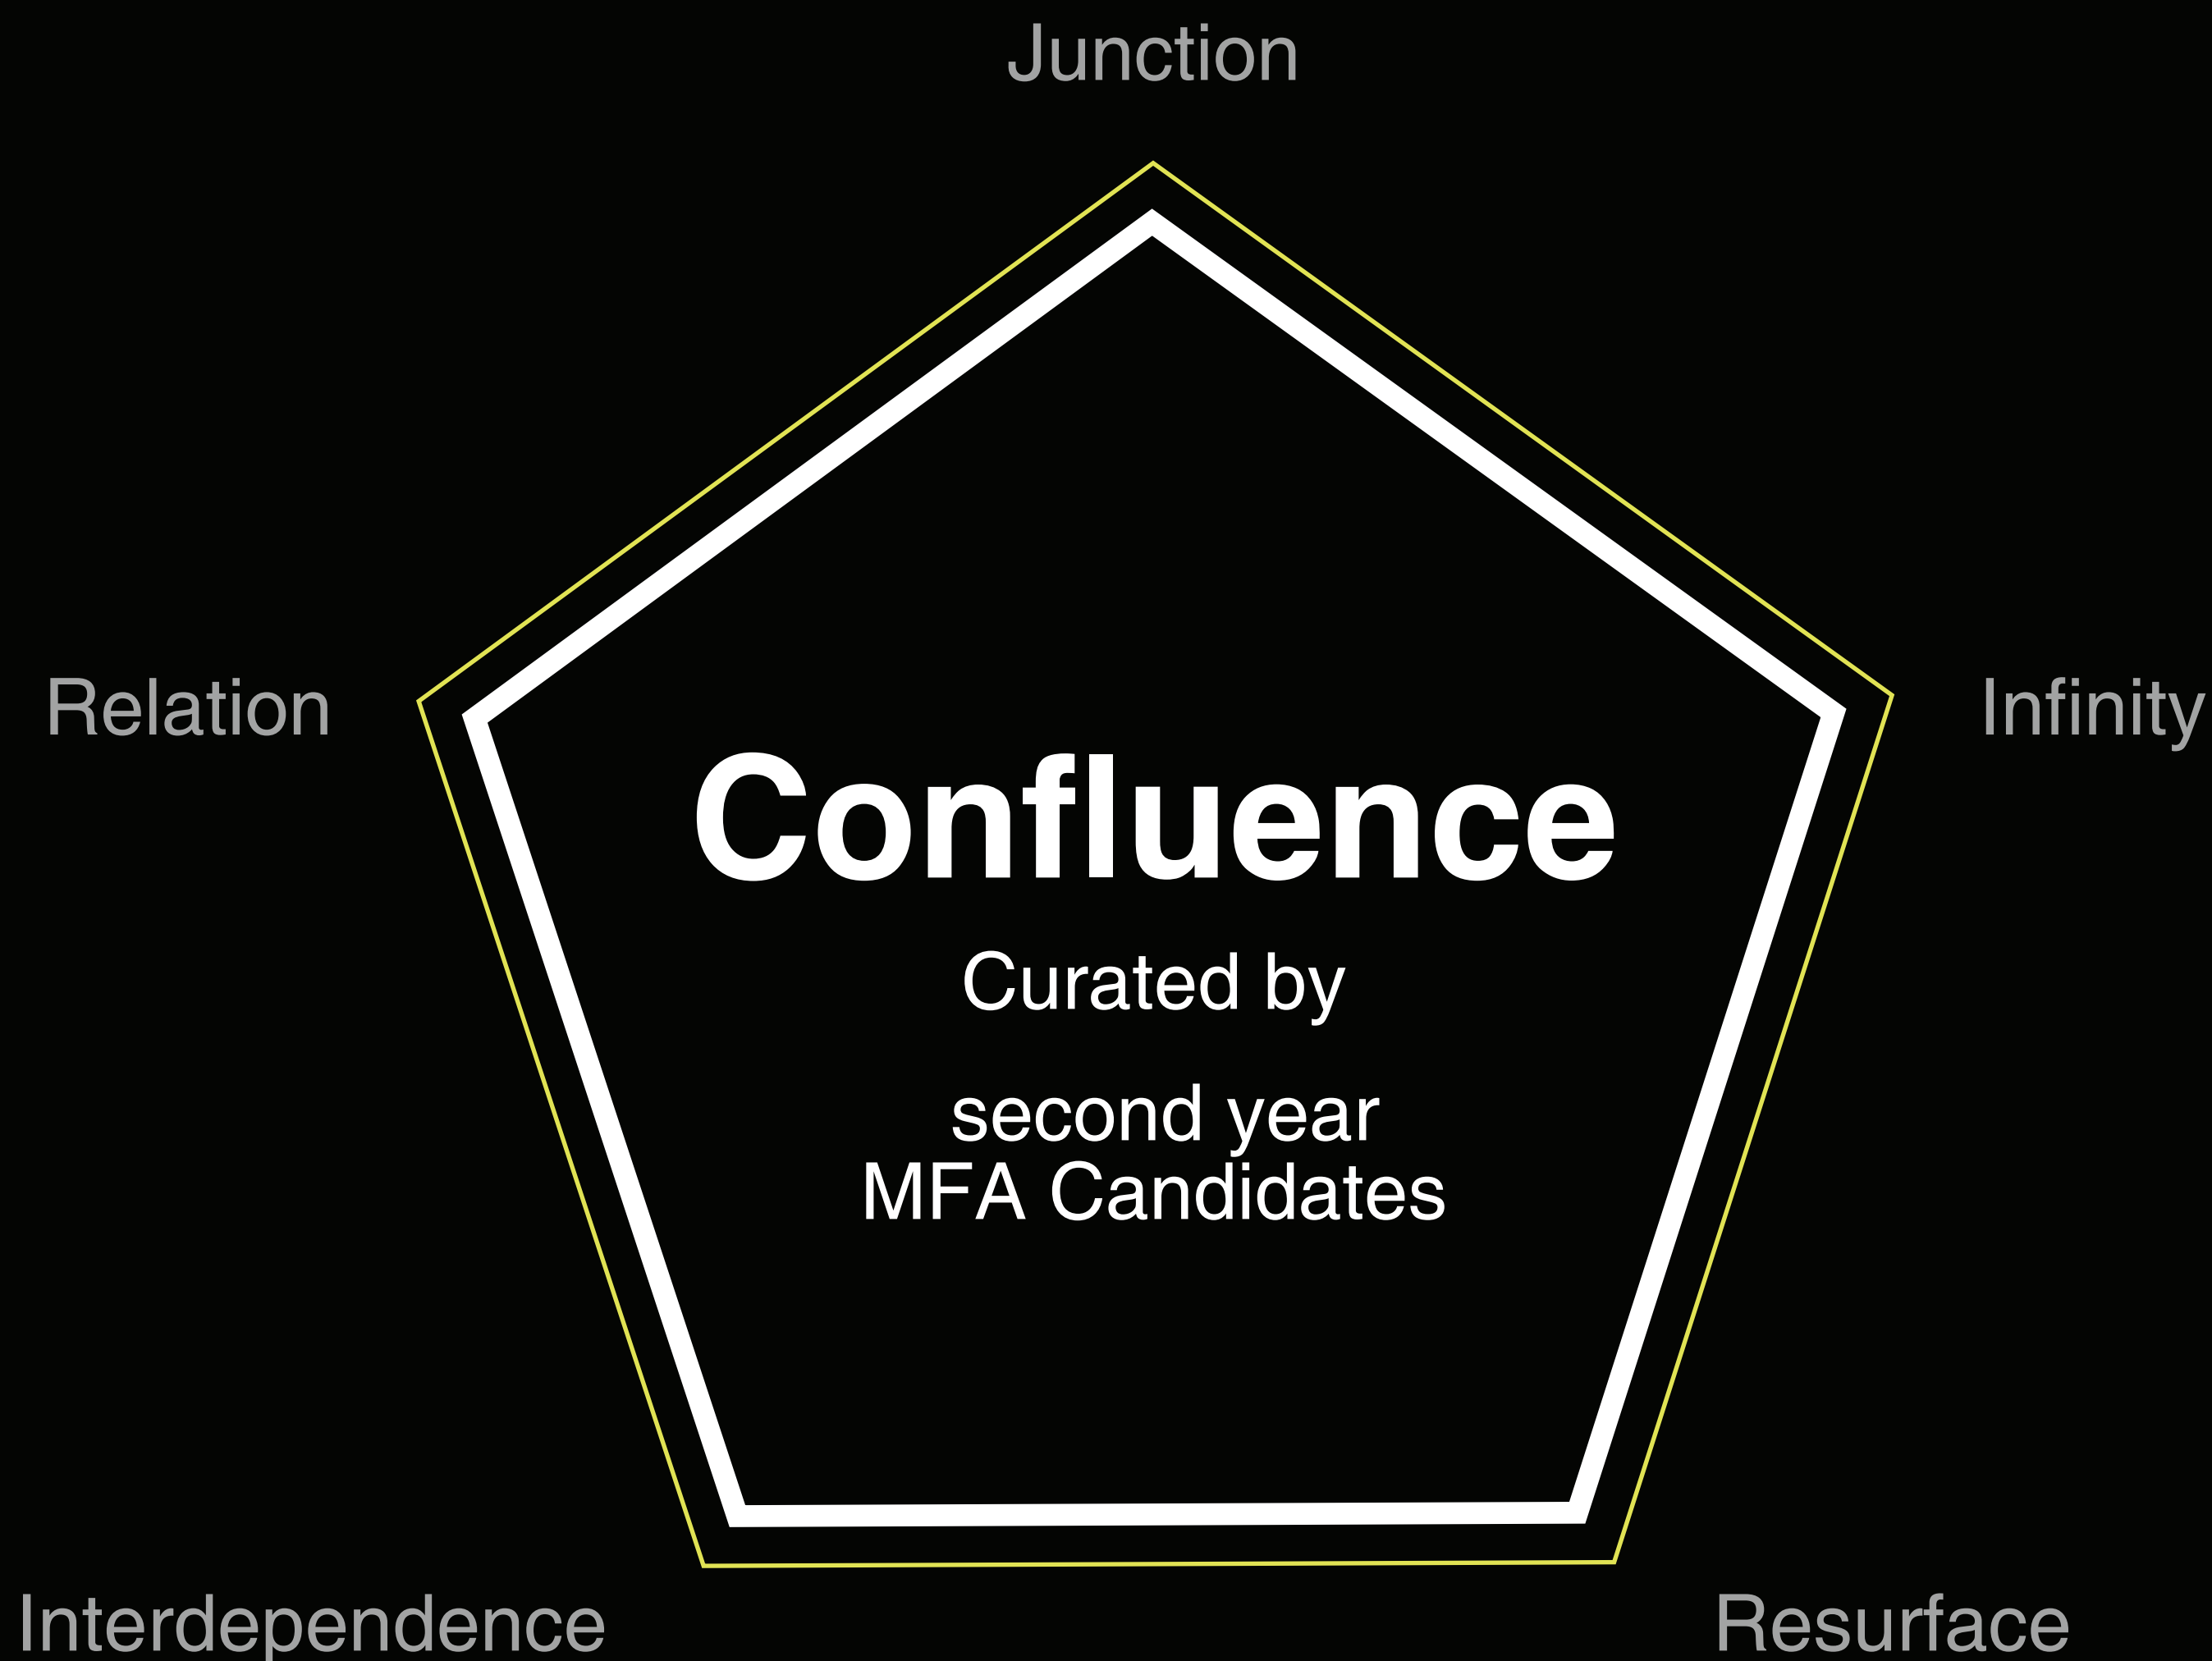 Junction
Relation
Infinity
Confluence
Curated by
second year
MFA Candidates
Interdependence
Resurface